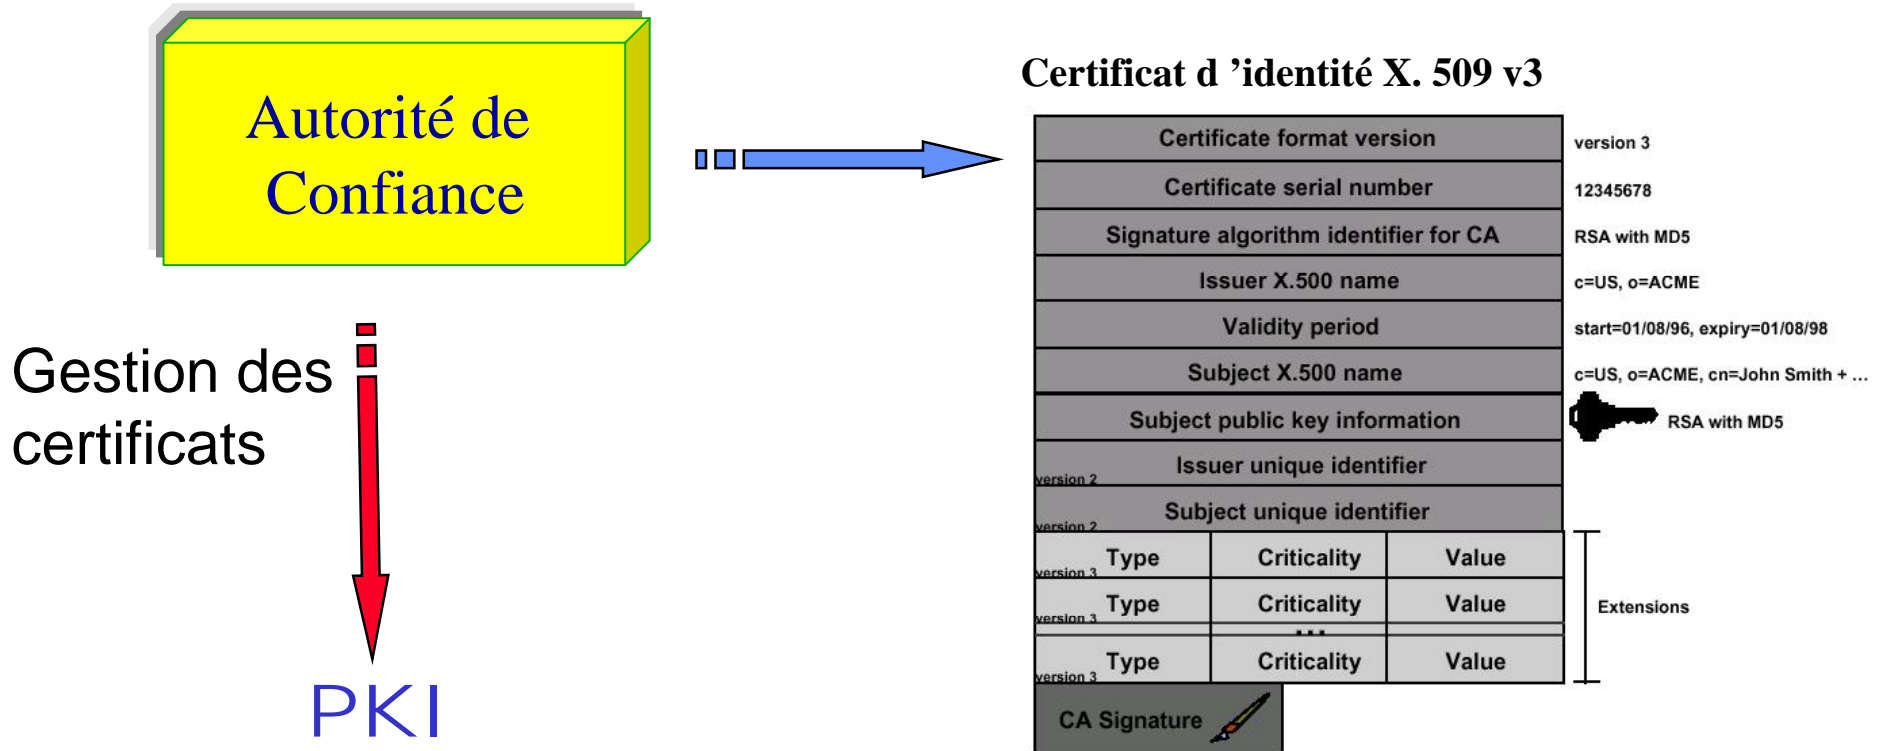 Autorité de
Confiance
Gestion des
certificats
PKI
Certificat d ’identité X. 509 v3
Certificate format version version 3
Certificate serial number 12345678
Signature algorithm identifier for CA RSA with MD5
Issuer X.500 name c=US, o=ACME
Validity period start=01/08/96, expiry=01/08/98
Subject X.500 name c=US, o=ACME, cn=John Smith + ...
Subject public key information RSA with MD5
version 2 Issuer unique identifier
version 2 Subject unique identifier
version 3 Type Criticality Value
version 3 Type Criticality Value
Extensions
...
version 3 Type Criticality Value
CA Signature